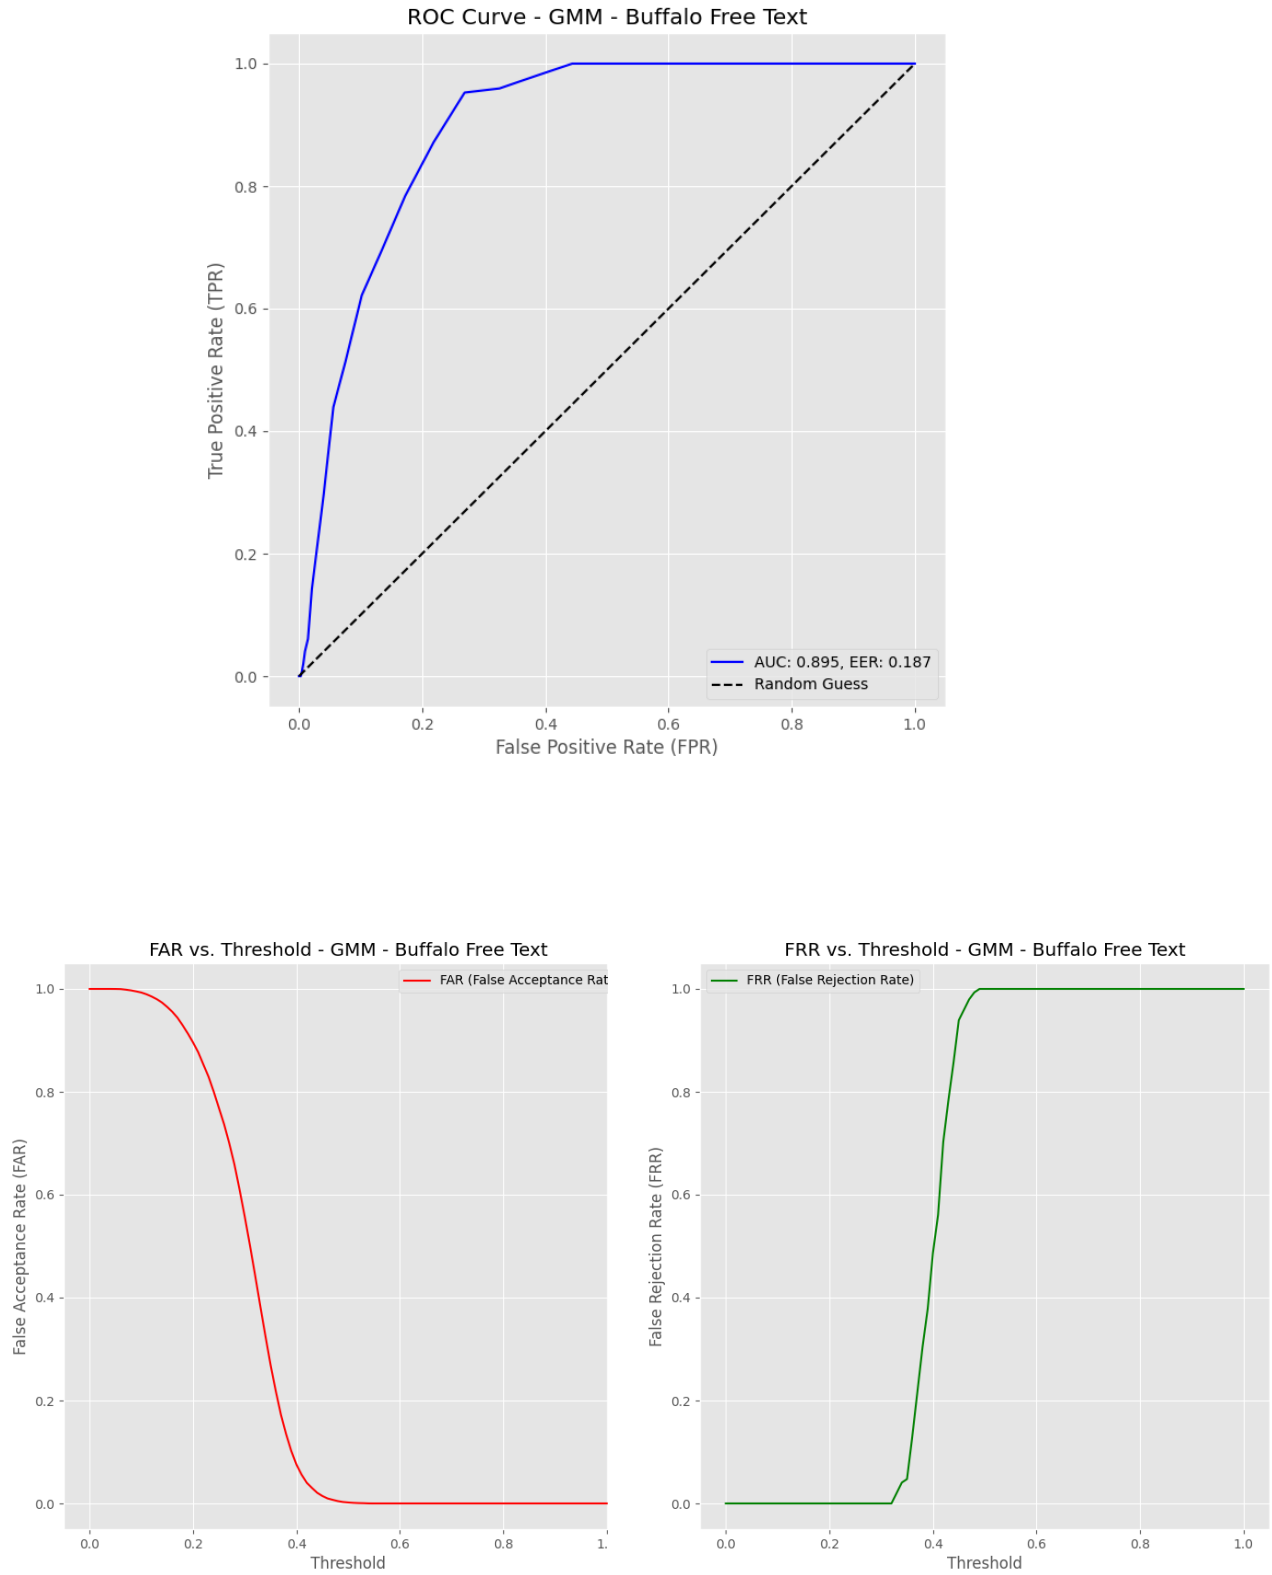 ROC Curve - GMM - Buffalo Free Text
1.0
0.8
0.6
0.4
0.2
0.0
True Positive Rate (TPR)
AUC: 0.895, EER: 0.187
Random Guess
0.0 0.2 0.4 0.6 0.8 1.0
False Positive Rate (FPR)
FAR vs. Threshold - GMM - Buffalo Free Text
FAR (False Acceptance Rat
1.0
0.8
0.6
0.4
0.2
0.0
False Acceptance Rate (FAR)
0.0 0.2 0.4 0.6 0.8 1.
Threshold
FRR vs. Threshold - GMM - Buffalo Free Text
FRR (False Rejection Rate)
1.0
0.8
0.6
0.4
0.2
0.0
False Rejection Rate (FRR)
0.0 0.2 0.4 0.6 0.8 1.0
Threshold